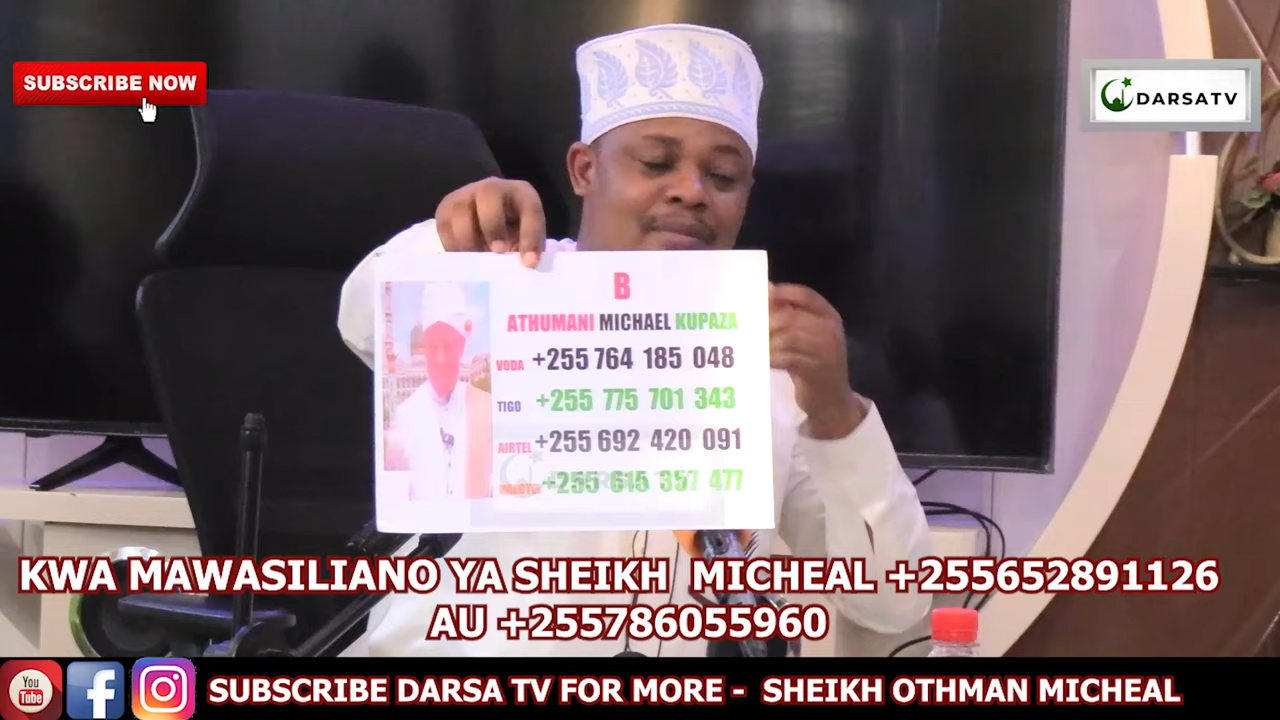 SUBSCRIBE NOW
DARSATV
B
ATHUMANI MICHAEL KUPAZA
VODA +255 764 185 048
TIGO +255 775 701 343
AIRTEL +255 692 420 091
+255 615 357 477
KWA MAWASILIANO YA SHEIKH MICHEAL +255652891126
AU +255786055960
You Tube
SUBSCRIBE DARSA TV FOR MORE - SHEIKH OTHMAN MICHEAL